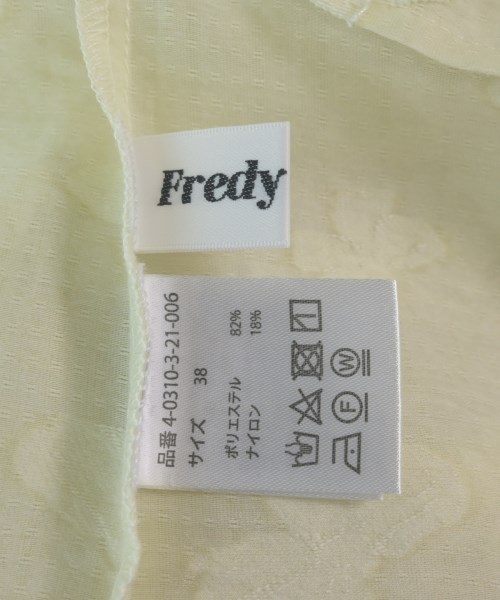 Fredy
品番 4-0310-3-21-006
サイズ 38
ポリエステル 82%
ナイロン 18%
F W